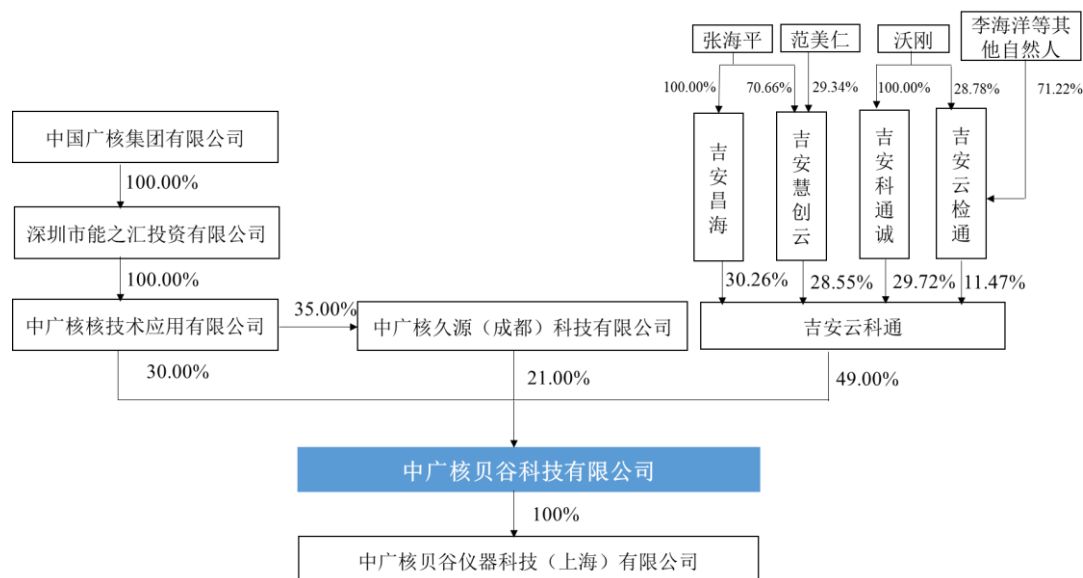 张海平
范美仁
沃刚
李海洋等其
他自然人
100.00%
70.66%
29.34%
100.00%
28.78%
71.22%
中国广核集团有限公司
100.00%
深圳市能之汇投资有限公司
100.00%
中广核核技术应用有限公司
35.00%
中广核久源（成都）科技有限公司
吉安昌海
吉安慧创云
吉安科通诚
吉安云检通
30.26%
28.55%
29.72%
11.47%
吉安云科通
30.00%
21.00%
49.00%
中广核贝谷科技有限公司
100%
中广核贝谷仪器科技（上海）有限公司